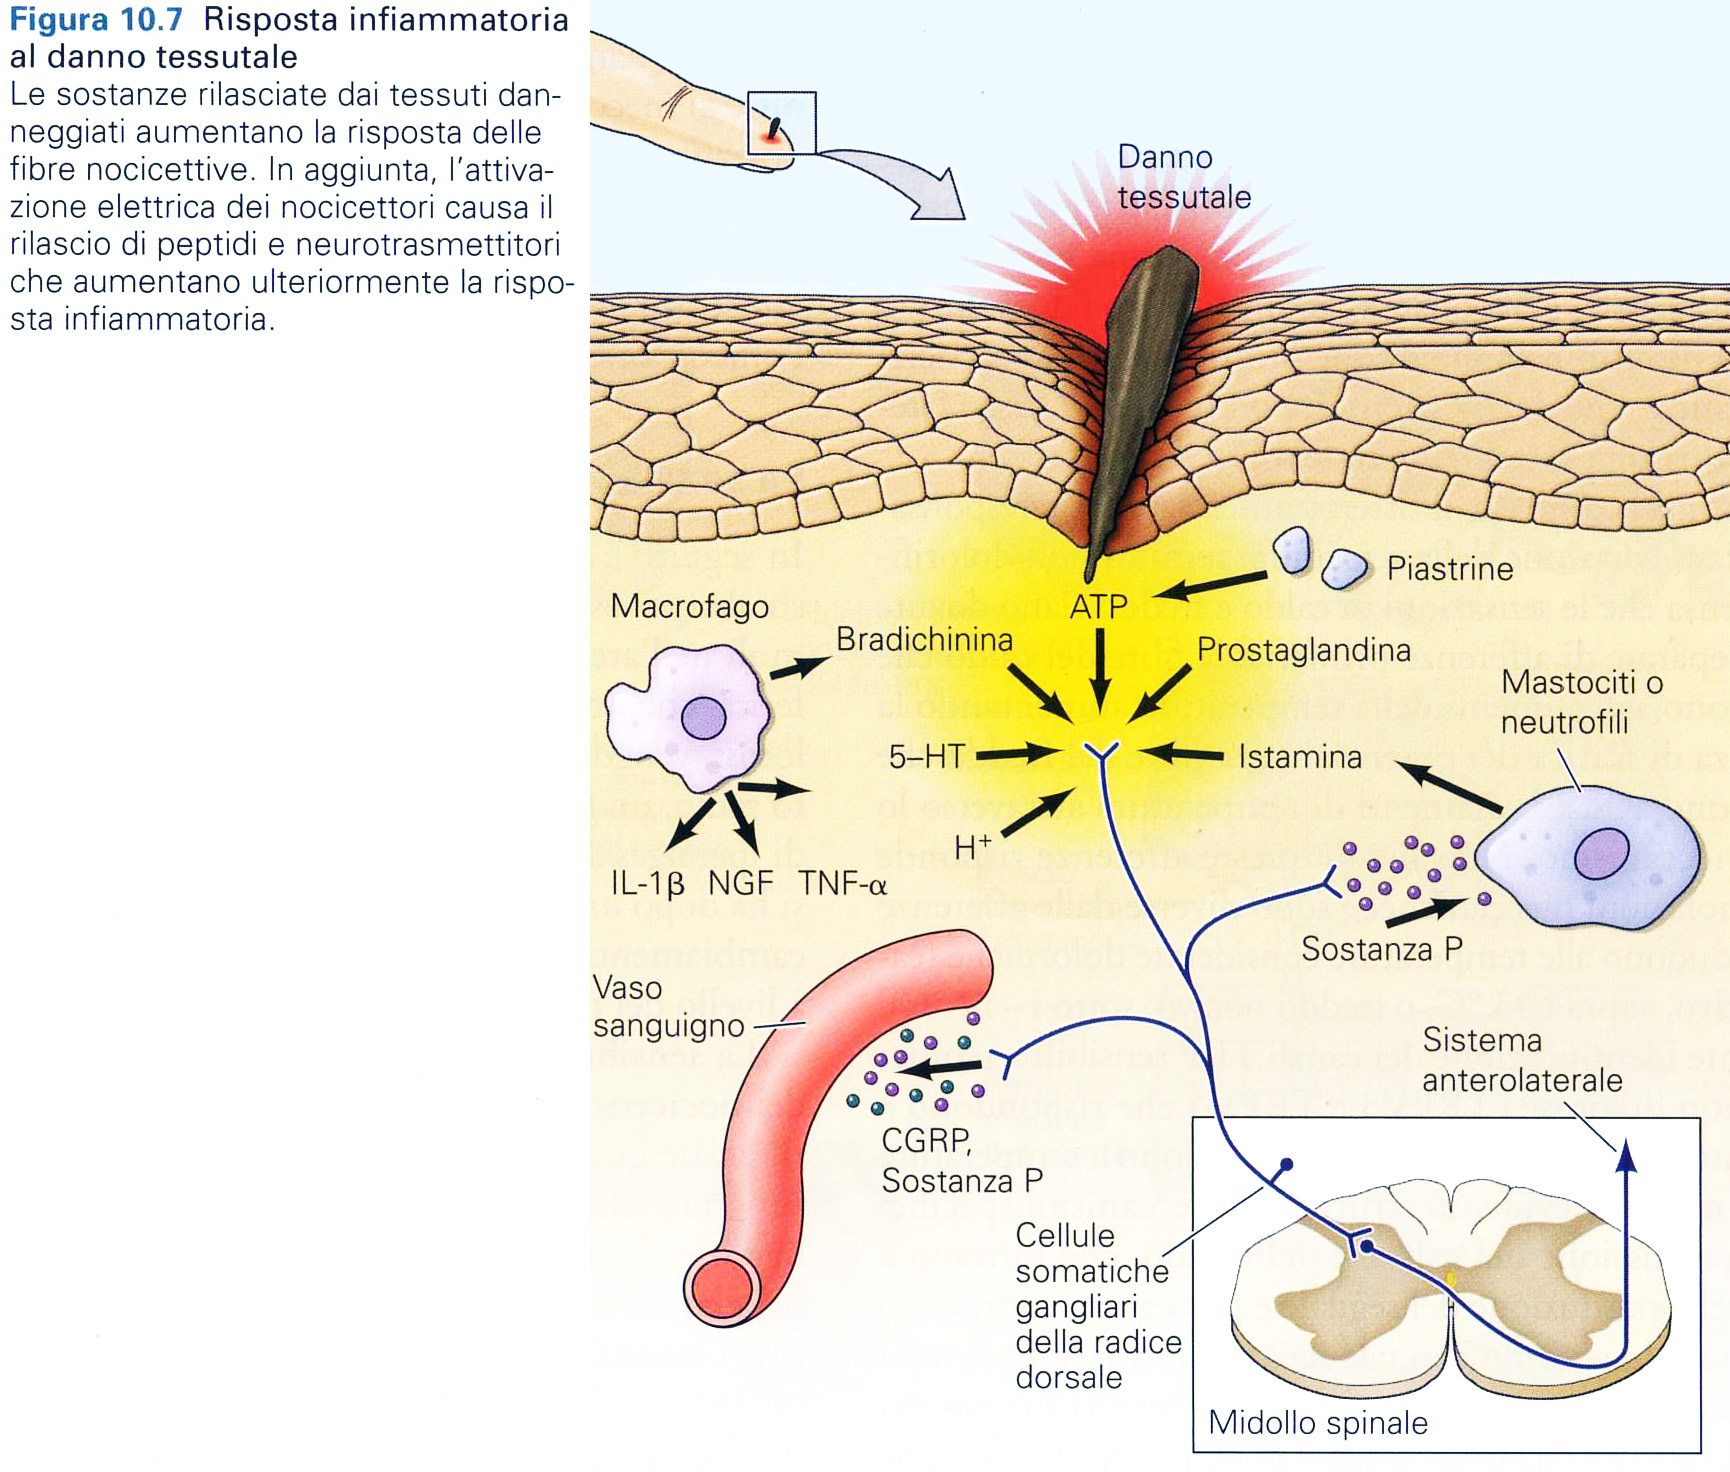 Figura 10.7 Risposta infiammatoria
al danno tessutale
Le sostanze rilasciate dai tessuti dan-
neggiati aumentano la risposta delle
fibre nocicettive. In aggiunta, l'attiva-
zione elettrica dei nocicettori causa il
rilascio di peptidi e neurotrasmettitori
che aumentano ulteriormente la rispo-
sta infiammatoria.
Danno
tessutale
Piastrine
ATP
Macrofago
Bradichinina
Prostaglandina
Mastociti o
neutrofili
5–HT
Istamina
H+
IL-1β NGF TNF-α
Sostanza P
Vaso
sanguigno
Sistema
anterolaterale
CGRP,
Sostanza P
Cellule
somatiche
gangliari
della radice
dorsale
Midollo spinale